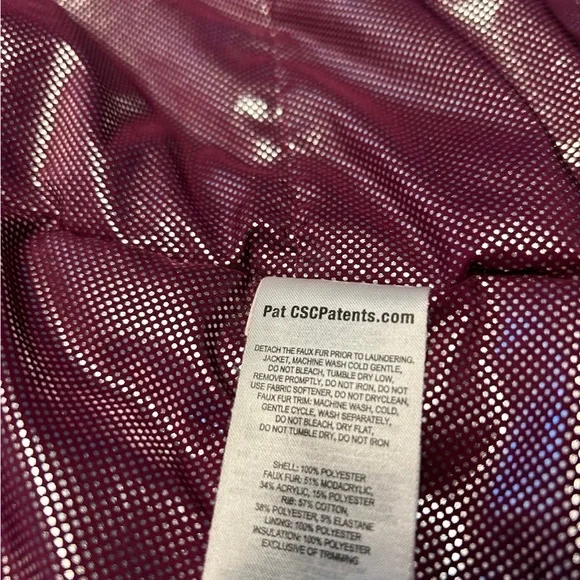 Pat CSCPatents.com
DETACH THE FAUX FUR PRIOR TO LAUNDERING.
JACKET, MACHINE WASH COLD GENTLE,
DO NOT BLEACH, TUMBLE DRY LOW,
REMOVE PROMPTLY, DO NOT IRON, DO NOT
USE FABRIC SOFTENER, DO NOT DRYCLEAN,
FAUX FUR TRIM: MACHINE WASH, COLD,
GENTLE CYCLE, WASH SEPARATELY,
DO NOT BLEACH, DRY FLAT,
DO NOT TUMBLE DRY, DO NOT IRON
SHELL: 100% POLYESTER
FAUX FUR: 51% MODACRYLIC,
34% ACRYLIC, 15% POLYESTER
RIB: 57% COTTON,
38% POLYESTER, 5% ELASTANE
LINING: 100% POLYESTER
INSULATION: 100% POLYESTER
EXCLUSIVE OF TRIMMING